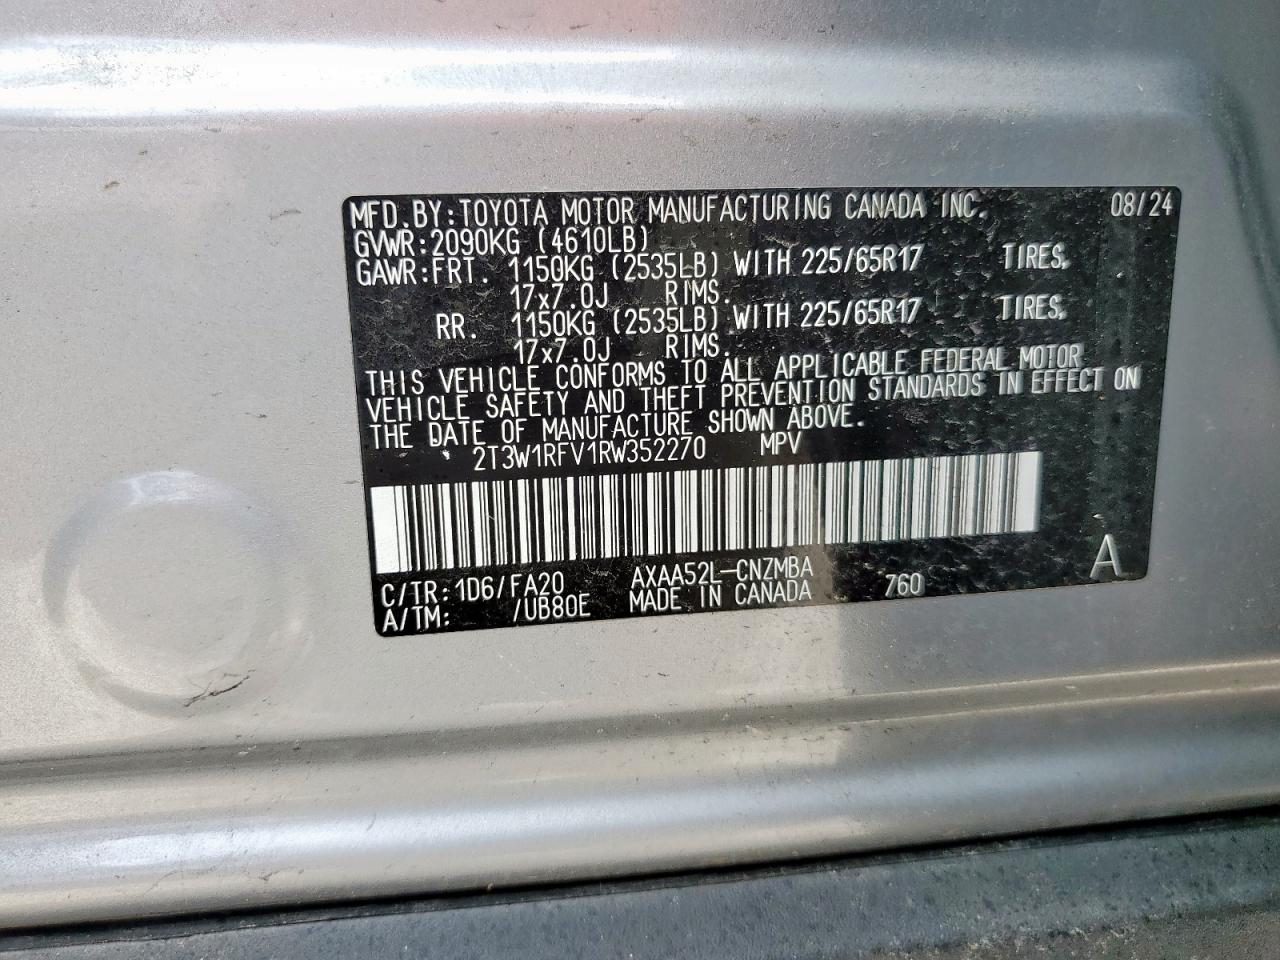 MFD.BY:TOYOTA MOTOR MANUFACTURING CANADA INC. 08/24
GVWR:2090KG (4610LB)
GAWR:FRT. 1150KG (2535LB) WITH 225/65R17 TIRES,
17x7.0J RIMS.
RR. 1150KG (2535LB) WITH 225/65R17 TIRES,
17x7.0J RIMS.
THIS VEHICLE CONFORMS TO ALL APPLICABLE FEDERAL MOTOR
VEHICLE SAFETY AND THEFT PREVENTION STANDARDS IN EFFECT ON
THE DATE OF MANUFACTURE SHOWN ABOVE.
2T3W1RFV1RW352270 MPV
C/TR:1D6/FA20 AXAA52L-CNZMBA 760 A
A/TM: /UB80E MADE IN CANADA